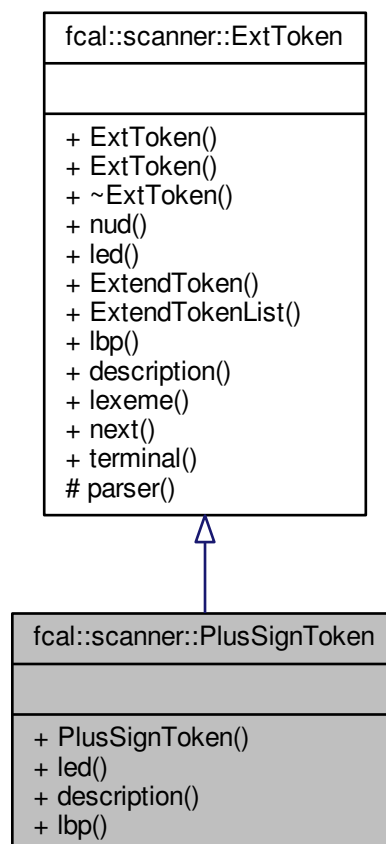 fcal::scanner::ExtToken
+ ExtToken()
+ ExtToken()
+ ~ExtToken()
+ nud()
+ led()
+ ExtendToken()
+ ExtendTokenList()
+ lbp()
+ description()
+ lexeme()
+ next()
+ terminal()
# parser()
fcal::scanner::PlusSignToken
+ PlusSignToken()
+ led()
+ description()
+ lbp()